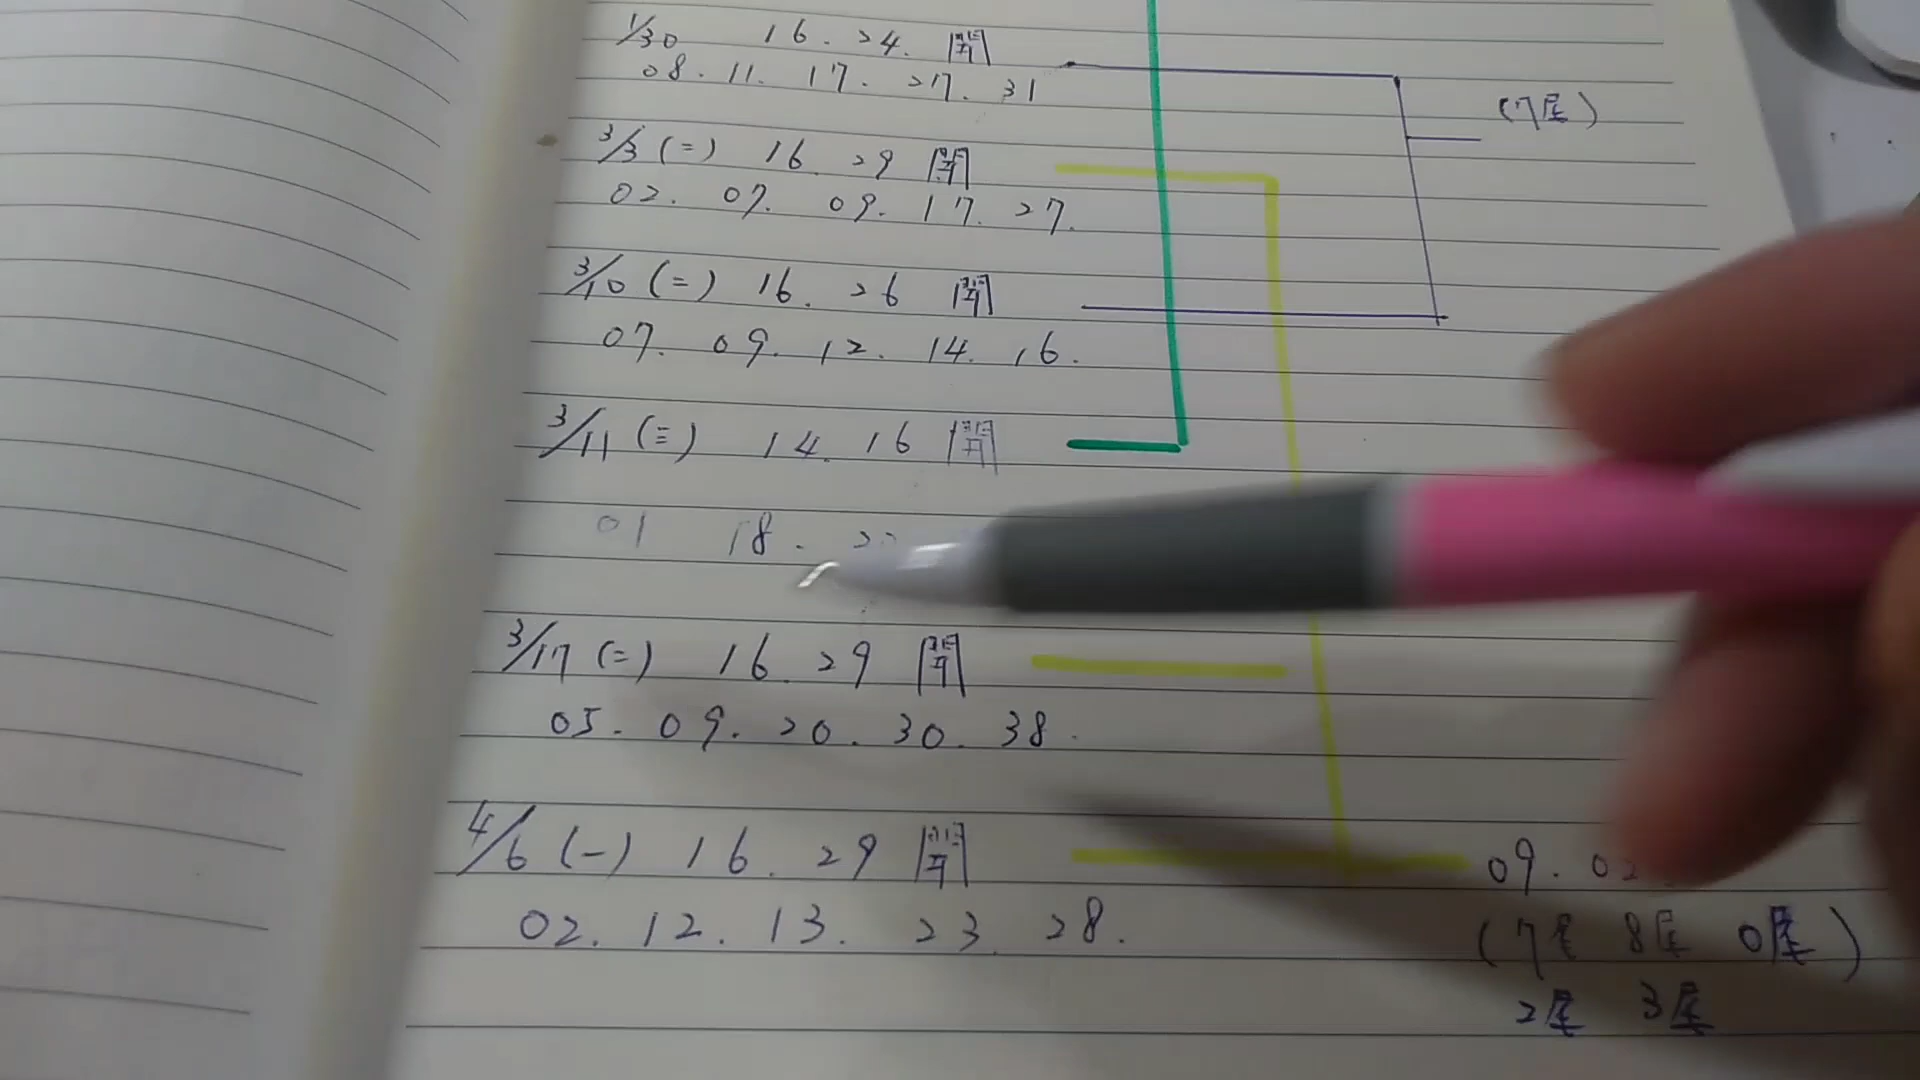 1/30 16. 24. 開
08. 11. 17. 27. 31
(7尾)
3/3 (二) 16. 29 開
02. 07. 09. 17. 27.
3/10 (二) 16. 26 開
07. 09. 12. 14. 16.
3/11 (三) 14. 16 開
01 18.
3/17 (二) 16. 29 開
05. 09. 20. 30. 38.
4/6 (一) 16. 29 開
09.
02. 12. 13. 23. 28.
(7尾 8尾 0尾)
2尾 3尾